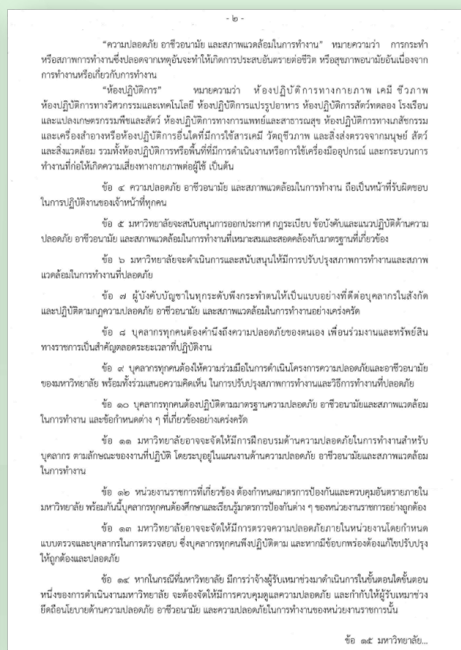 - ๒ -
"ความปลอดภัย อาชีวอนามัย และสภาพแวดล้อมในการทำงาน" หมายความว่า การกระทำ
หรือสภาพการทำงานซึ่งปลอดจากเหตุอันจะทำให้เกิดการประสบอันตรายต่อชีวิต หรือสุขภาพอนามัยอันเนื่องจาก
การทำงานหรือเกี่ยวกับการทำงาน
"ห้องปฏิบัติการ" หมายความว่า ห้องปฏิบัติการทางกายภาพ เคมี ชีวภาพ
ห้องปฏิบัติการทางวิศวกรรมและเทคโนโลยี ห้องปฏิบัติการแปรรูปอาหาร ห้องปฏิบัติการสัตว์ทดลอง โรงเรือน
และแปลงเกษตรกรรมพืชและสัตว์ ห้องปฏิบัติการทางการแพทย์และสาธารณสุข ห้องปฏิบัติการทางเภสัชกรรม
และเครื่องสำอางหรือห้องปฏิบัติการอื่นใดที่มีการใช้สารเคมี วัตถุชีวภาพ และสิ่งส่งตรวจจากมนุษย์ สัตว์
และสิ่งแวดล้อม รวมทั้งห้องปฏิบัติการหรือพื้นที่ที่มีการดำเนินงานหรือการใช้เครื่องมืออุปกรณ์ และกระบวนการ
ทำงานที่ก่อให้เกิดความเสี่ยงทางกายภาพต่อผู้ใช้ เป็นต้น
ข้อ ๔ ความปลอดภัย อาชีวอนามัย และสภาพแวดล้อมในการทำงาน ถือเป็นหน้าที่รับผิดชอบ
ในการปฏิบัติงานของเจ้าหน้าที่ทุกคน
ข้อ ๕ มหาวิทยาลัยจะสนับสนุนการออกประกาศ กฎระเบียบ ข้อบังคับและแนวปฏิบัติด้านความ
ปลอดภัย อาชีวอนามัย และสภาพแวดล้อมในการทำงานที่เหมาะสมและสอดคล้องกับมาตรฐานที่เกี่ยวข้อง
ข้อ ๖ มหาวิทยาลัยจะดำเนินการและสนับสนุนให้มีการปรับปรุงสภาพการทำงานและสภาพ
แวดล้อมในการทำงานที่ปลอดภัย
ข้อ ๗ ผู้บังคับบัญชาในทุกระดับพึงกระทำตนให้เป็นแบบอย่างที่ดีต่อบุคลากรในสังกัด
และปฏิบัติตามกฎความปลอดภัย อาชีวอนามัย และสภาพแวดล้อมในการทำงานอย่างเคร่งครัด
ข้อ ๘ บุคลากรทุกคนต้องคำนึงถึงความปลอดภัยของตนเอง เพื่อนร่วมงานและทรัพย์สิน
ทางราชการเป็นสำคัญตลอดระยะเวลาที่ปฏิบัติงาน
ข้อ ๙ บุคลากรทุกคนต้องให้ความร่วมมือในการดำเนินโครงการความปลอดภัยและอาชีวอนามัย
ของมหาวิทยาลัย พร้อมทั้งร่วมเสนอความคิดเห็น ในการปรับปรุงสภาพการทำงานและวิธีการทำงานที่ปลอดภัย
ข้อ ๑๐ บุคลากรทุกคนต้องปฏิบัติตามมาตรฐานความปลอดภัย อาชีวอนามัยและสภาพแวดล้อม
ในการทำงาน และข้อกำหนดต่าง ๆ ที่เกี่ยวข้องอย่างเคร่งครัด
ข้อ ๑๑ มหาวิทยาลัยอาจจะจัดให้มีการฝึกอบรมด้านความปลอดภัยในการทำงานสำหรับ
บุคลากร ตามลักษณะของงานที่ปฏิบัติ โดยระบุอยู่ในแผนงานด้านความปลอดภัย อาชีวอนามัยและสภาพแวดล้อม
ในการทำงาน
ข้อ ๑๒ หน่วยงานราชการที่เกี่ยวข้อง ต้องกำหนดมาตรการป้องกันและควบคุมอันตรายภายใน
มหาวิทยาลัย พร้อมกันนี้บุคลากรทุกคนต้องศึกษาและเรียนรู้มาตรการป้องกันต่าง ๆ ของหน่วยงานราชการอย่างถูกต้อง
ข้อ ๑๓ มหาวิทยาลัยอาจจะจัดให้มีการตรวจความปลอดภัยภายในหน่วยงานโดยกำหนด
แบบตรวจและบุคลากรในการตรวจสอบ ซึ่งบุคลากรทุกคนพึงปฏิบัติตาม และหากมีข้อบกพร่องต้องแก้ไขปรับปรุง
ให้ถูกต้องและปลอดภัย
ข้อ ๑๔ หากในกรณีที่มหาวิทยาลัย มีการว่าจ้างผู้รับเหมาช่วงมาดำเนินการในขั้นตอนใดขั้นตอน
หนึ่งของการดำเนินงานมหาวิทยาลัย จะต้องจัดให้มีการควบคุมดูแลความปลอดภัย และกำกับให้ผู้รับเหมาช่วง
ยึดถือนโยบายด้านความปลอดภัย อาชีวอนามัย และความปลอดภัยในการทำงานของหน่วยงานราชการนั้น
ข้อ ๑๕ มหาวิทยาลัย...